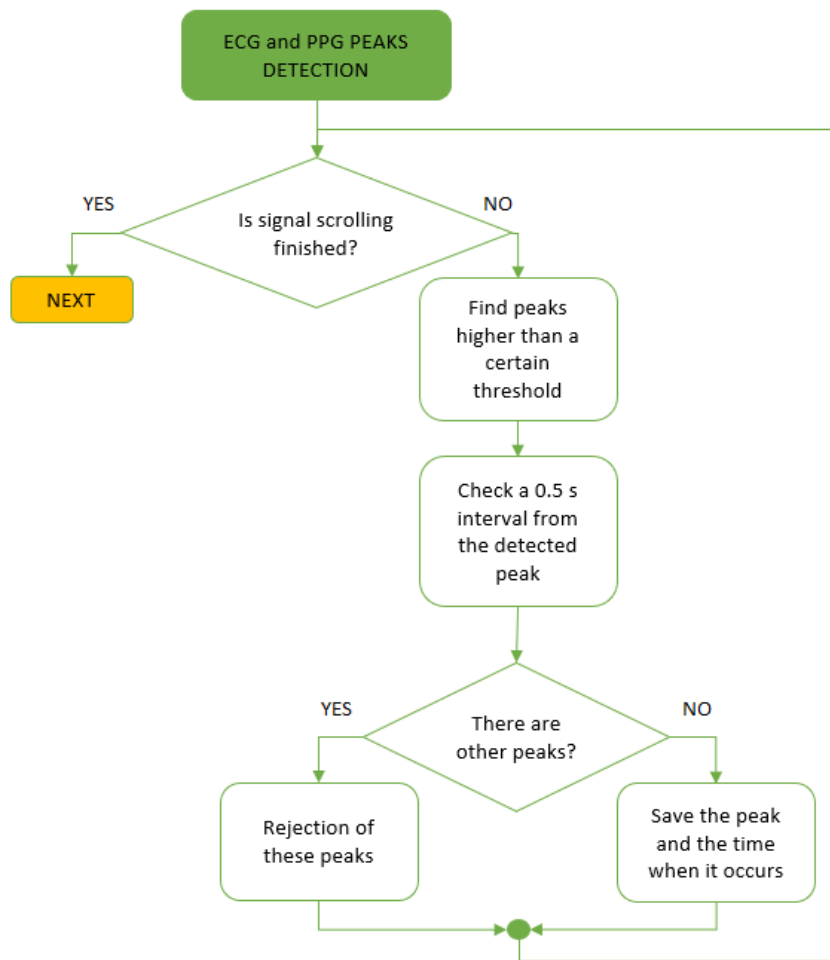 ECG and PPG PEAKS
DETECTION
YES
NO
Is signal scrolling
finished?
NEXT
Find peaks
higher than a
certain
threshold
Check a 0.5 s
interval from
the detected
peak
YES
NO
There are
other peaks?
Rejection of
these peaks
Save the peak
and the time
when it occurs